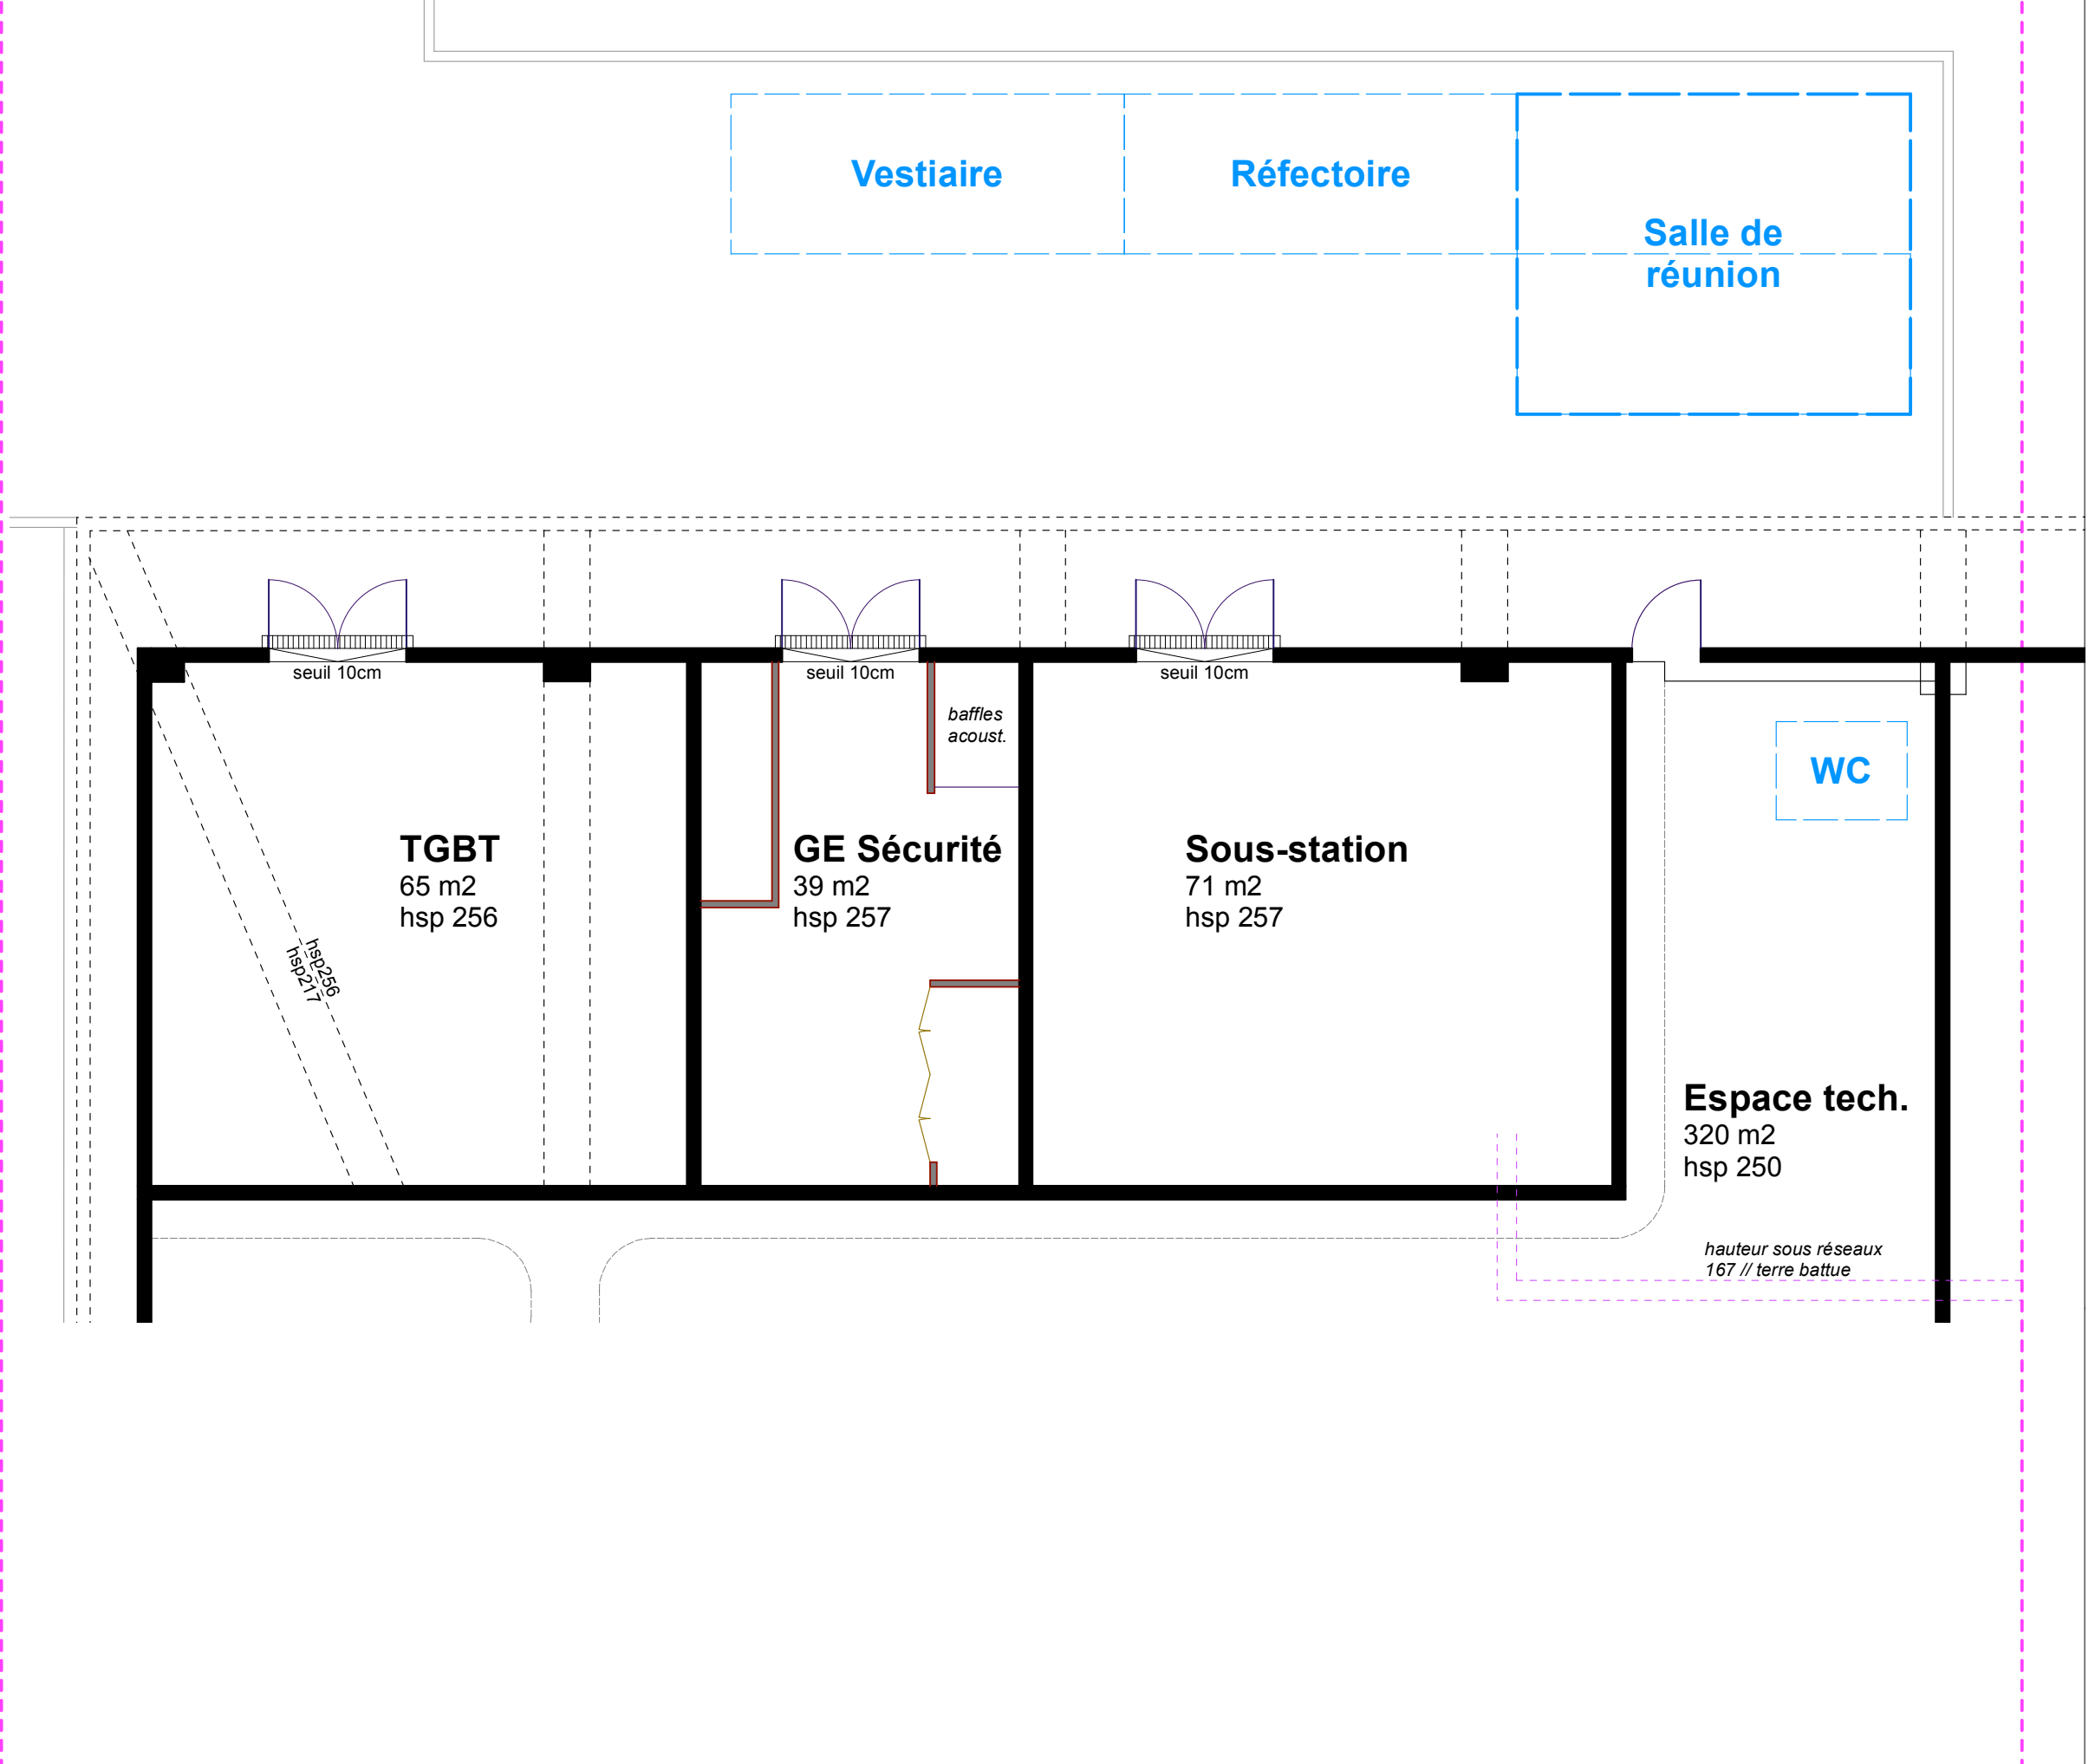 Vestiaire
Réfectoire
Salle de
réunion
seuil 10cm
seuil 10cm
seuil 10cm
baffles
acoust.
WC
TGBT
65 m2
hsp 256
GE Sécurité
39 m2
hsp 257
Sous-station
71 m2
hsp 257
hsp256
hsp217
Espace tech.
320 m2
hsp 250
hauteur sous réseaux
167 // terre battue